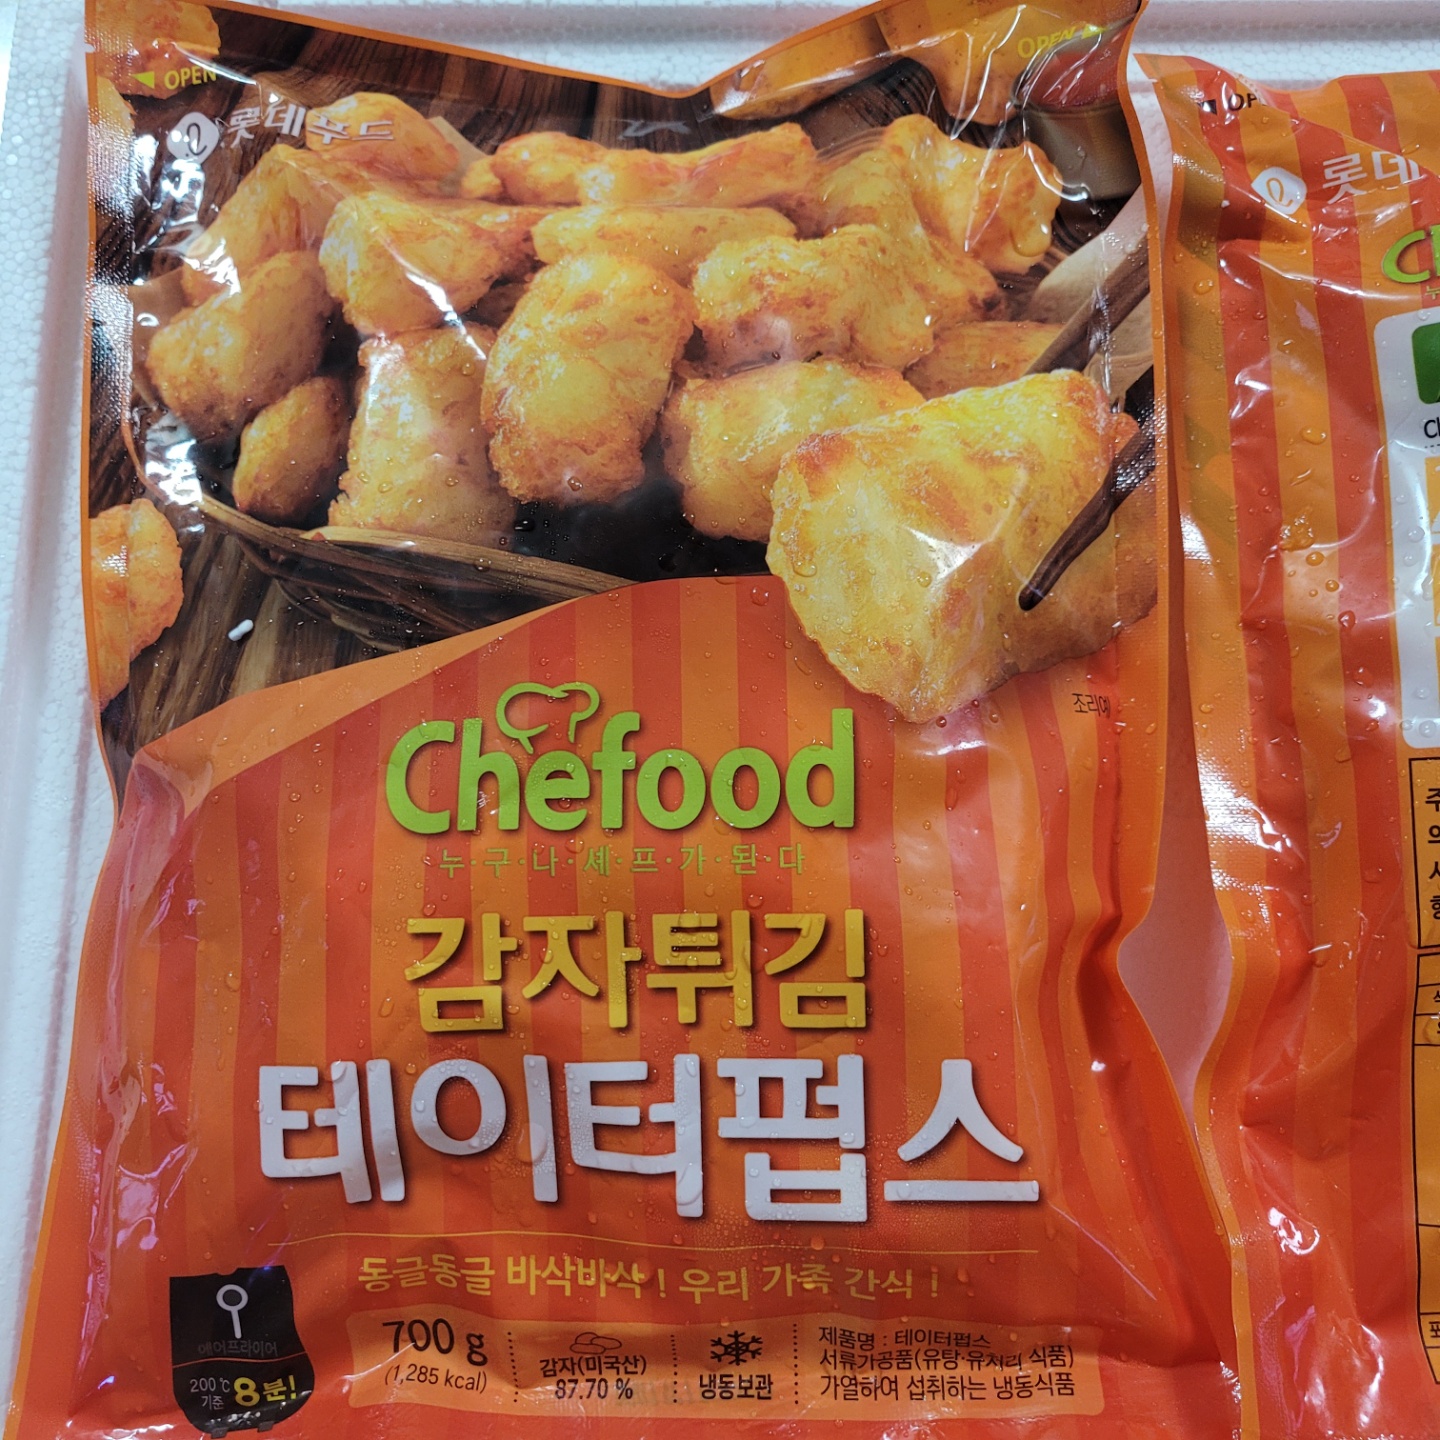 OPEN
OPEN
롯데푸드
조리예
Chefood
누·구·나·셰·프·가·된·다
감자튀김
테이터펍스
동글동글 바삭바삭! 우리 가족 간식!
에어프라이어
200℃
기준
8분!
700 g
(1,285 kcal)
감자(미국산)
87.70 %
냉동보관
제품명 : 테이터펍스
서류가공품(유탕·유처리 식품)
가열하여 섭취하는 냉동식품
롯데